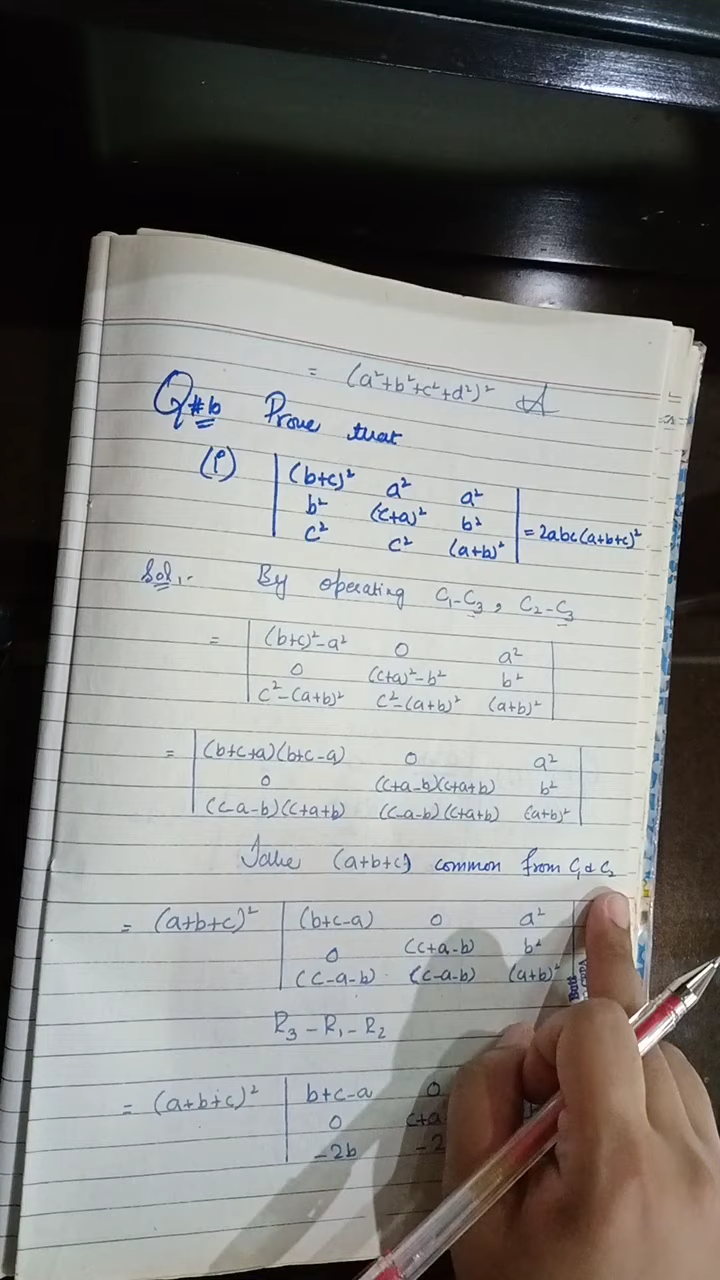 = (a²+b²+c²+d²)²
Q#6 Prove that
(i) | (b+c)² a² a² |
| b² (c+a)² b² | = 2abc(a+b+c)²
| c² c² (a+b)² |
Sol:- By operating C₁-C₃, C₂-C₃
= | (b+c)²-a² 0 a² |
| 0 (c+a)²-b² b² |
| c²-(a+b)² c²-(a+b)² (a+b)² |
= | (b+c+a)(b+c-a) 0 a² |
| 0 (c+a-b)(c+a+b) b² |
| (c-a-b)(c+a+b) (c-a-b)(c+a+b) (a+b)² |
Take (a+b+c) common from C₁ & C₂
= (a+b+c)² | (b+c-a) 0 a² |
| 0 (c+a-b) b² |
| (c-a-b) (c-a-b) (a+b)² |
R₃-R₁-R₂
= (a+b+c)² | b+c-a 0
| 0 c+a
| -2b -2